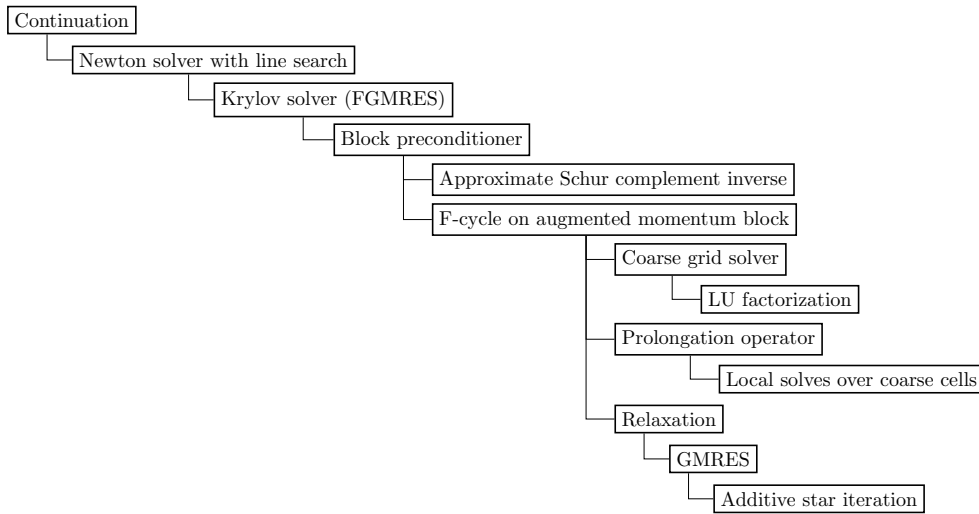 Continuation
Newton solver with line search
Krylov solver (FGMRES)
Block preconditioner
Approximate Schur complement inverse
F-cycle on augmented momentum block
Coarse grid solver
LU factorization
Prolongation operator
Local solves over coarse cells
Relaxation
GMRES
Additive star iteration